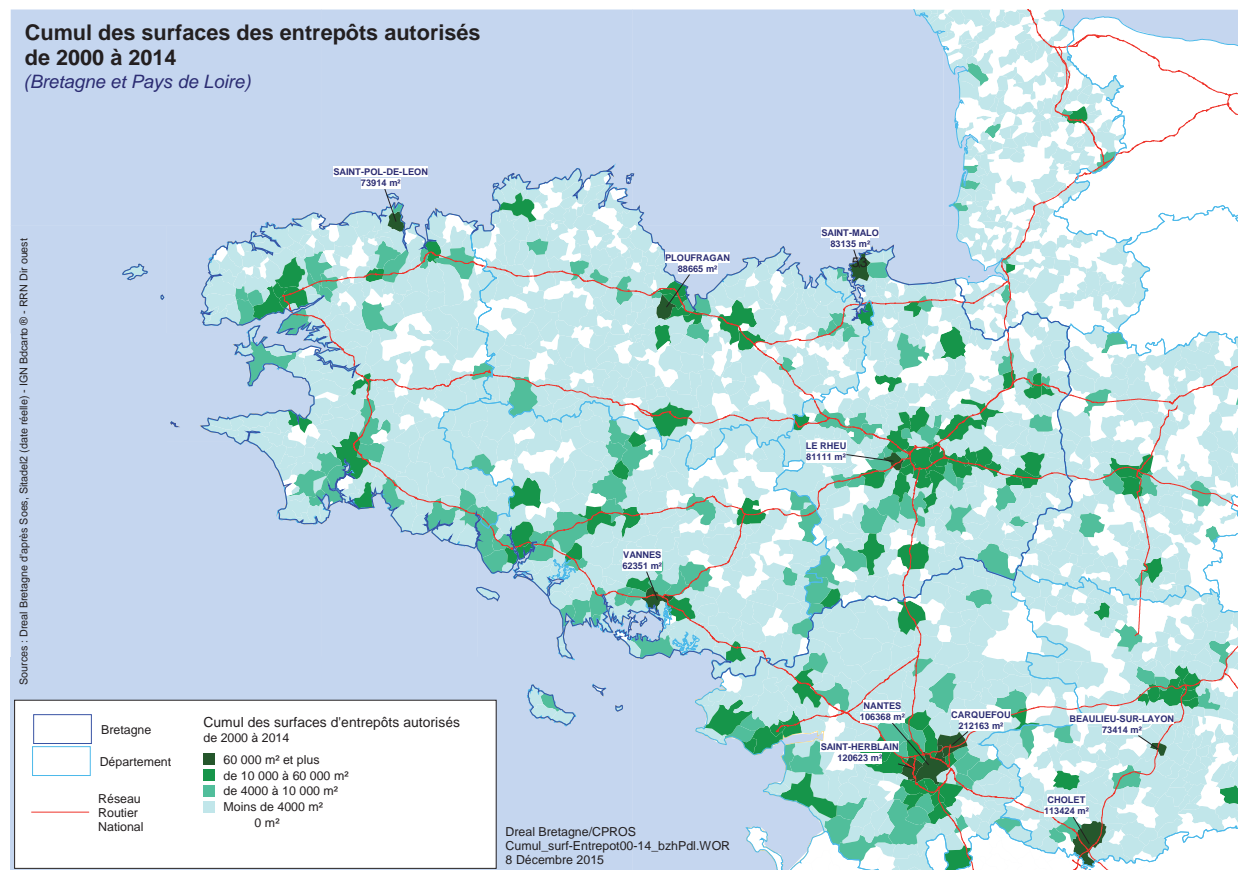 Cumul des surfaces des entrepôts autorisés
de 2000 à 2014
(Bretagne et Pays de Loire)
SAINT-POL-DE-LEON
73914 m²
SAINT-MALO
83135 m²
PLOUFRAGAN
88665 m²
LE RHEU
81111 m²
VANNES
62351 m²
NANTES
106368 m²
CARQUEFOU
212163 m²
SAINT-HERBLAIN
120623 m²
BEAULIEU-SUR-LAYON
73414 m²
CHOLET
113424 m²
Sources : Dreal Bretagne d'après Soes, Sitadel2 (date réelle) - IGN Bdcarto ® - RRN Dir ouest
Bretagne
Département
Réseau
Routier
National
Cumul des surfaces d'entrepôts autorisés
de 2000 à 2014
60 000 m² et plus
de 10 000 à 60 000 m²
de 4000 à 10 000 m²
Moins de 4000 m²
0 m²
Dreal Bretagne/CPROS
Cumul_surf-Entrepot00-14_bzhPdl.WOR
8 Décembre 2015